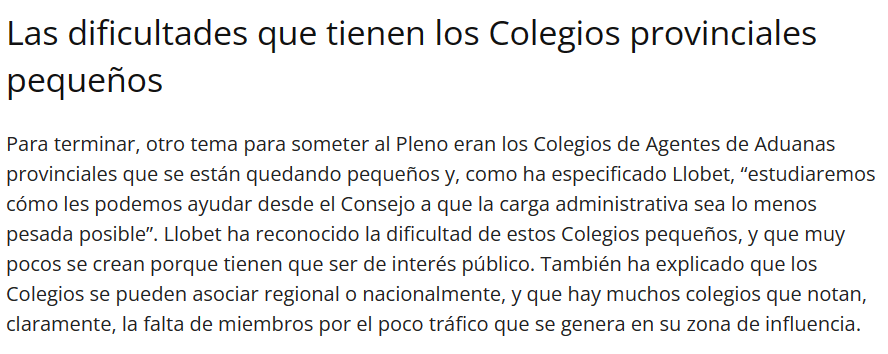 Las dificultades que tienen los Colegios provinciales
pequeños
Para terminar, otro tema para someter al Pleno eran los Colegios de Agentes de Aduanas
provinciales que se están quedando pequeños y, como ha especificado Llobet, “estudiaremos
cómo les podemos ayudar desde el Consejo a que la carga administrativa sea lo menos
pesada posible”. Llobet ha reconocido la dificultad de estos Colegios pequeños, y que muy
pocos se crean porque tienen que ser de interés público. También ha explicado que los
Colegios se pueden asociar regional o nacionalmente, y que hay muchos colegios que notan,
claramente, la falta de miembros por el poco tráfico que se genera en su zona de influencia.